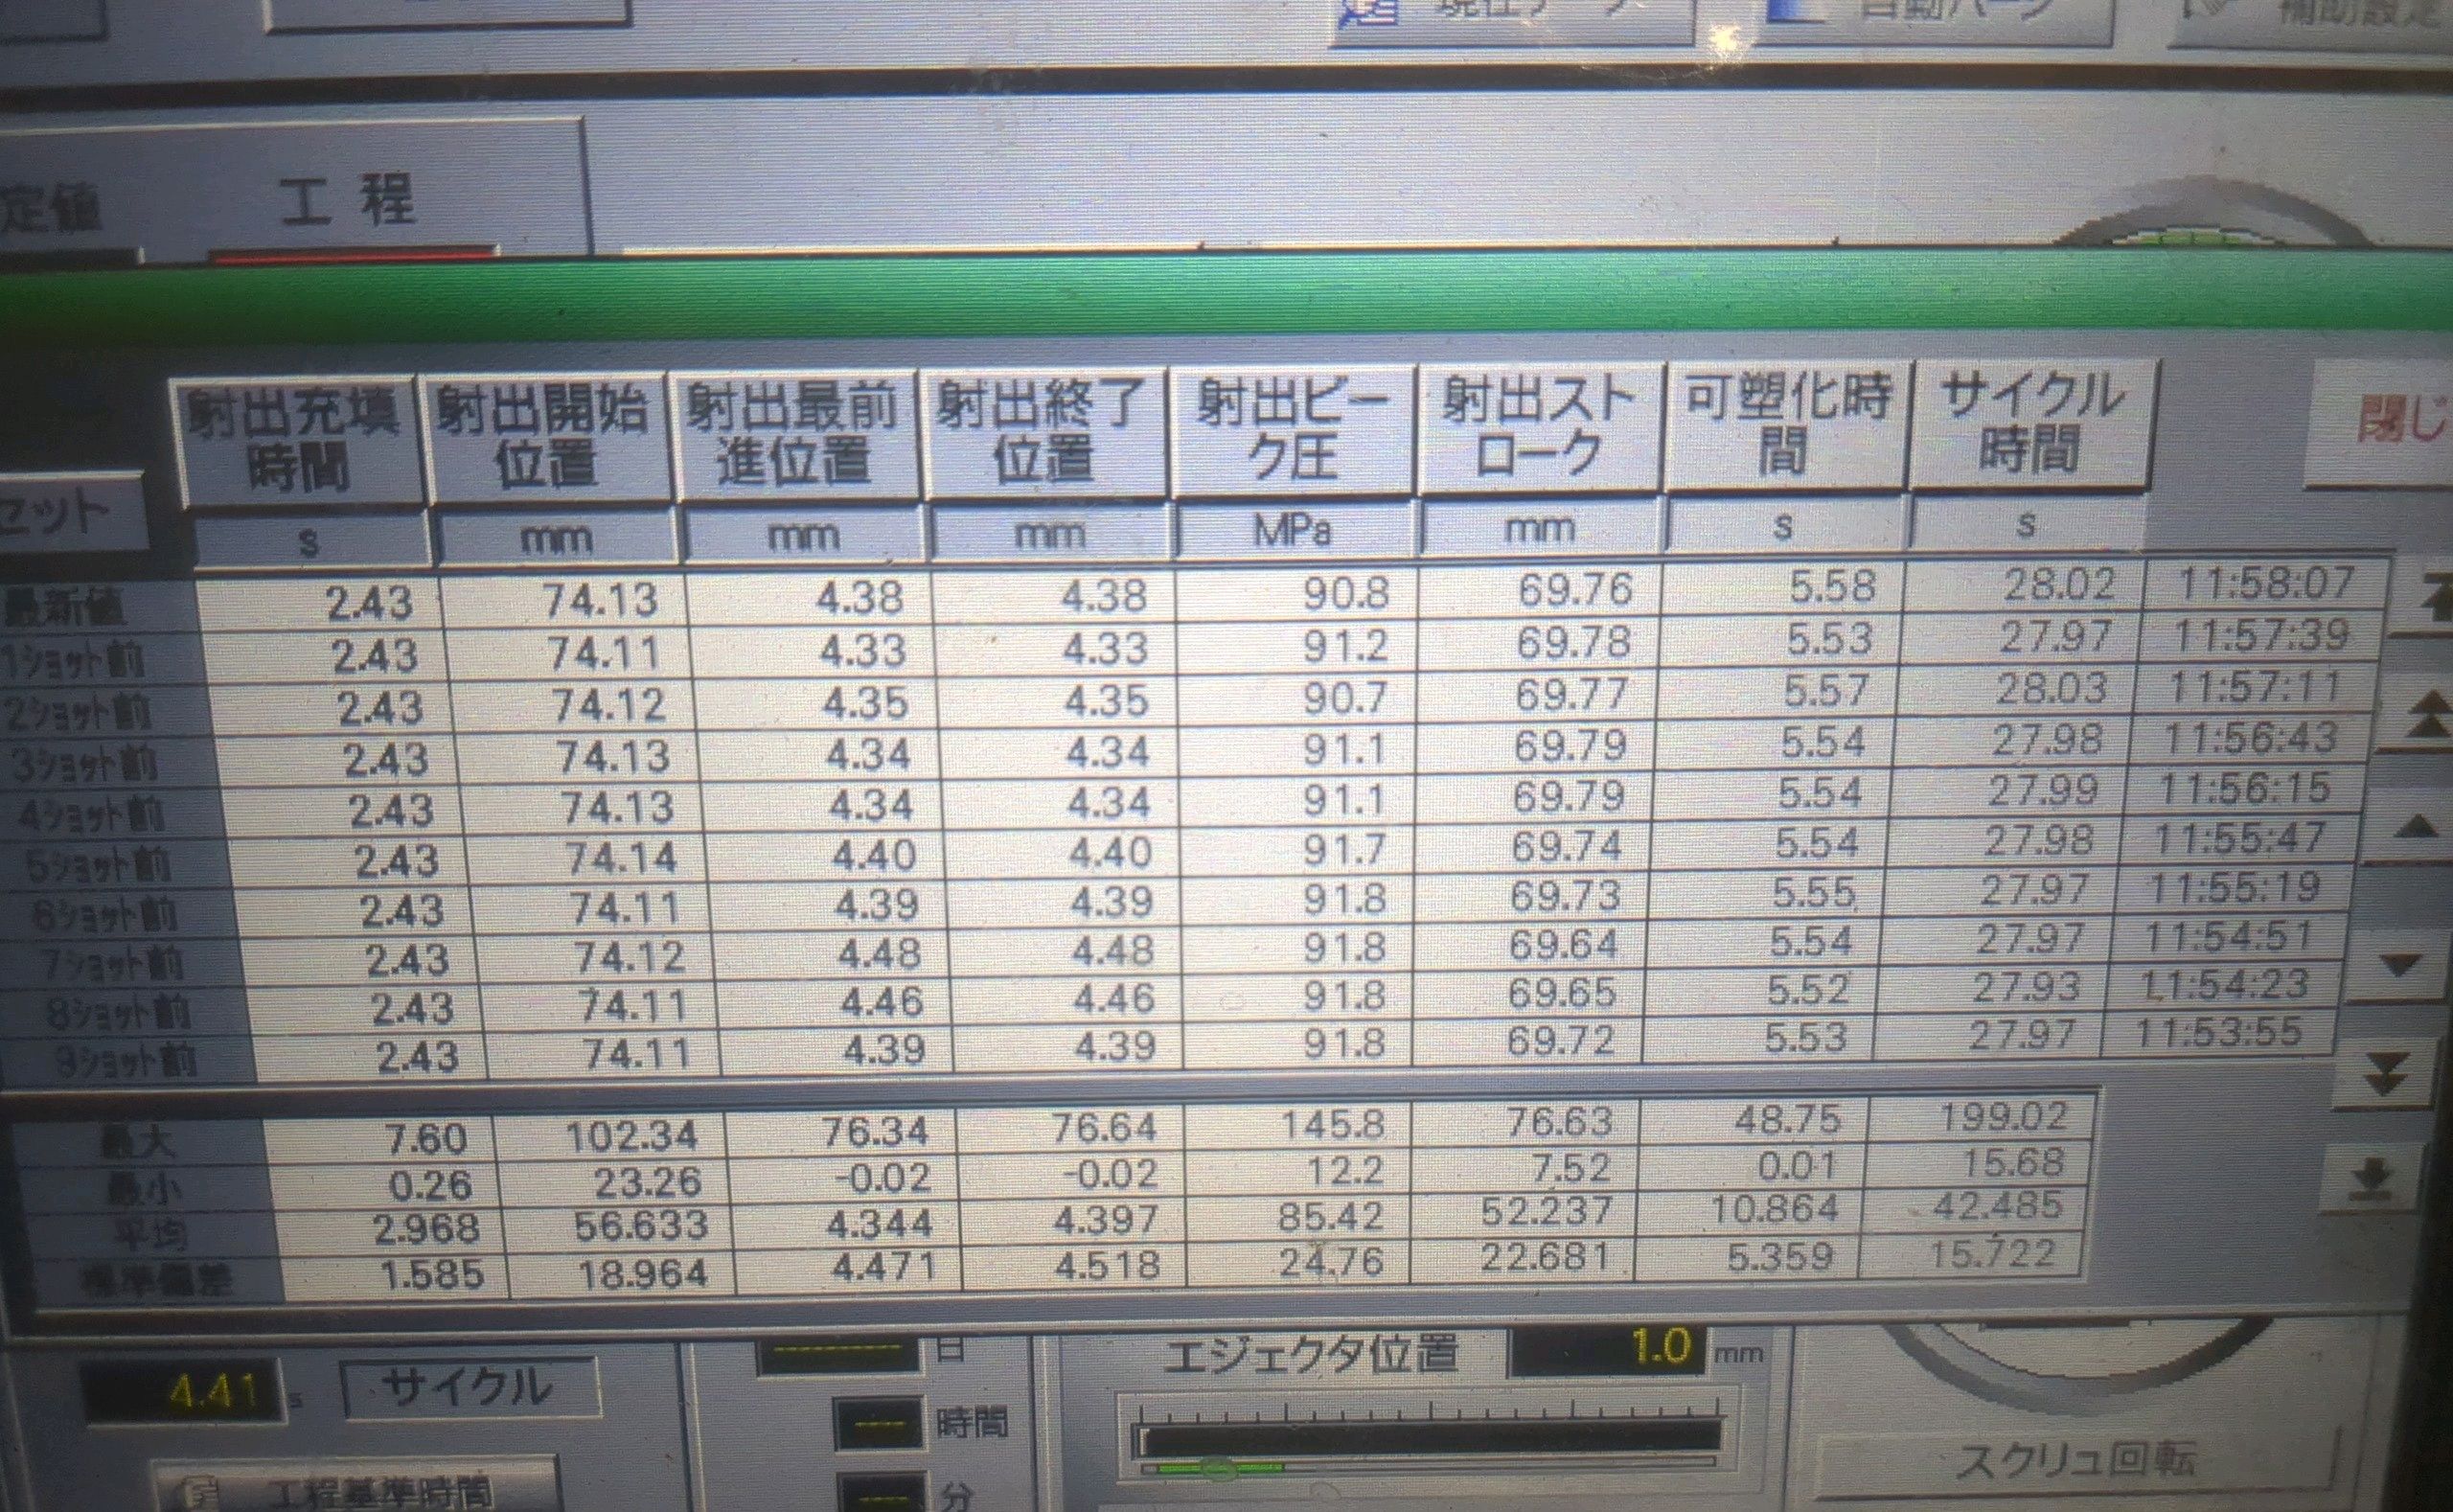 定値 工程
射出充填時間 射出開始位置 射出最前進位置 射出終了位置 射出ピーク圧 射出ストローク 可塑化時間 サイクル時間 閉じ
セット s mm mm mm MPa mm s s
最新値 2.43 74.13 4.38 4.38 90.8 69.76 5.58 28.02 11:58:07
1ショット前 2.43 74.11 4.33 4.33 91.2 69.78 5.53 27.97 11:57:39
2ショット前 2.43 74.12 4.35 4.35 90.7 69.77 5.57 28.03 11:57:11
3ショット前 2.43 74.13 4.34 4.34 91.1 69.79 5.54 27.98 11:56:43
4ショット前 2.43 74.13 4.34 4.34 91.1 69.79 5.54 27.99 11:56:15
5ショット前 2.43 74.14 4.40 4.40 91.7 69.74 5.54 27.98 11:55:47
6ショット前 2.43 74.11 4.39 4.39 91.8 69.73 5.55 27.97 11:55:19
7ショット前 2.43 74.12 4.48 4.48 91.8 69.64 5.54 27.97 11:54:51
8ショット前 2.43 74.11 4.46 4.46 91.8 69.65 5.52 27.93 11:54:23
9ショット前 2.43 74.11 4.39 4.39 91.8 69.72 5.53 27.97 11:53:55
最大 7.60 102.34 76.34 76.64 145.8 76.63 48.75 199.02
最小 0.26 23.26 -0.02 -0.02 12.2 7.52 0.01 15.68
平均 2.968 56.633 4.344 4.397 85.42 52.237 10.864 42.485
標準偏差 1.585 18.964 4.471 4.518 24.76 22.681 5.359 15.722
4.41 s サイクル 日 エジェクタ位置 1.0 mm
時間
工程基準時間 分 スクリュ回転